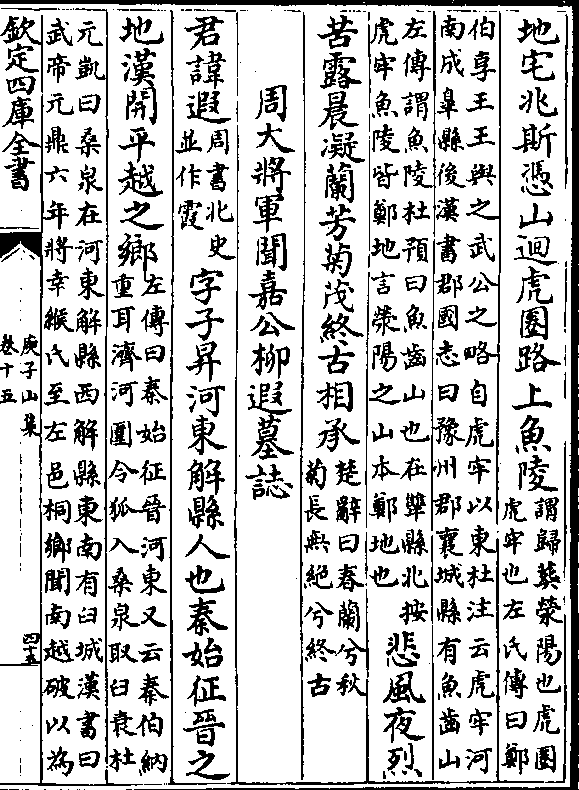 地宅兆斯憑山迴虎圏路上魚陵謂歸葬滎陽也虎圏
虎牢也左氏傳曰鄭
伯享王王與之武公之略自虎牢以東杜注云虎牢河
南成臯縣後漢書郡國志曰豫州郡襄城縣有魚齒山
左傳謂魚陵杜預曰魚齒山也在犨縣北按
虎牢魚陵皆鄭地言滎陽之山本鄭地也
悲風夜烈
苦露晨凝蘭芳菊茂終古相承楚辭曰春蘭兮秋
菊長無絶兮終古
周大將軍聞嘉公柳遐墓誌
君諱遐周書北史
並作霞
字子昇河東解縣人也秦始征晉之
地漢開平越之鄉左傳曰秦始征晉河東又云秦伯納
重耳濟河圍令狐入桑泉取臼衰杜
元凱曰桑泉在河東解縣西解縣東南有臼城漢書曰
武帝元鼎六年將幸緱氏至左邑桐鄉聞南越破以為
欽定四庫全書
庾子山集
卷十五
四十五